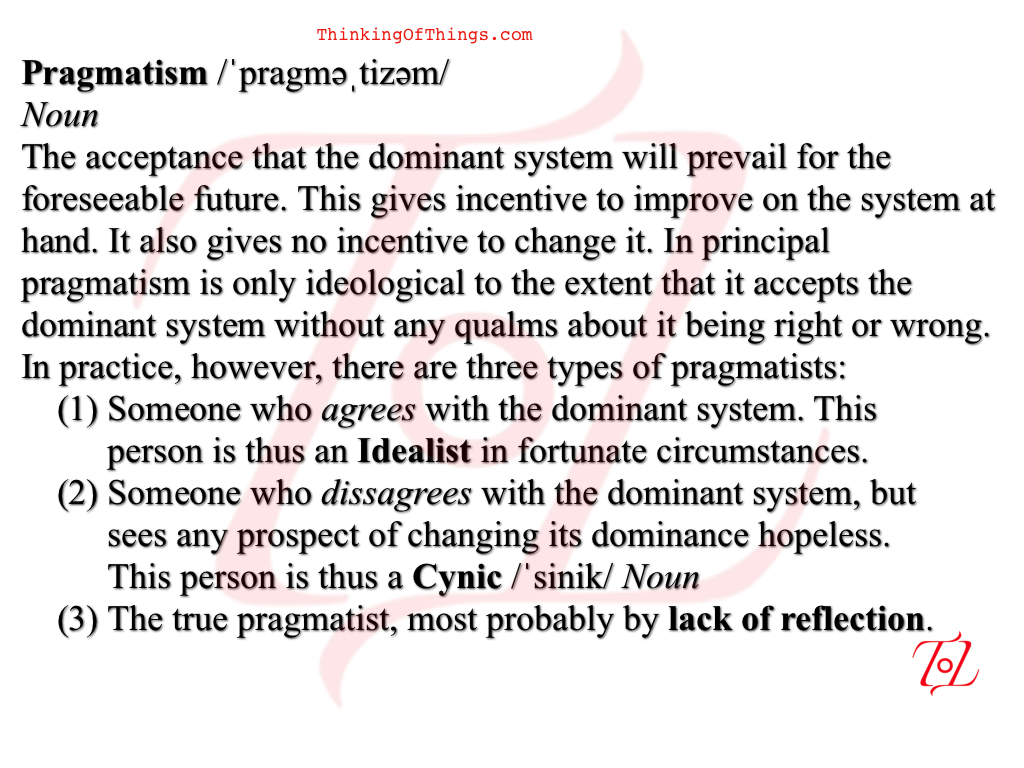 ThinkingOfThings.com
Pragmatism /ˈpragməˌtizəm/
Noun
The acceptance that the dominant system will prevail for the
foreseeable future. This gives incentive to improve on the system at
hand. It also gives no incentive to change it. In principal
pragmatism is only ideological to the extent that it accepts the
dominant system without any qualms about it being right or wrong.
In practice, however, there are three types of pragmatists:
(1) Someone who agrees with the dominant system. This
person is thus an Idealist in fortunate circumstances.
(2) Someone who dissagrees with the dominant system, but
sees any prospect of changing its dominance hopeless.
This person is thus a Cynic /ˈsinik/ Noun
(3) The true pragmatist, most probably by lack of reflection.